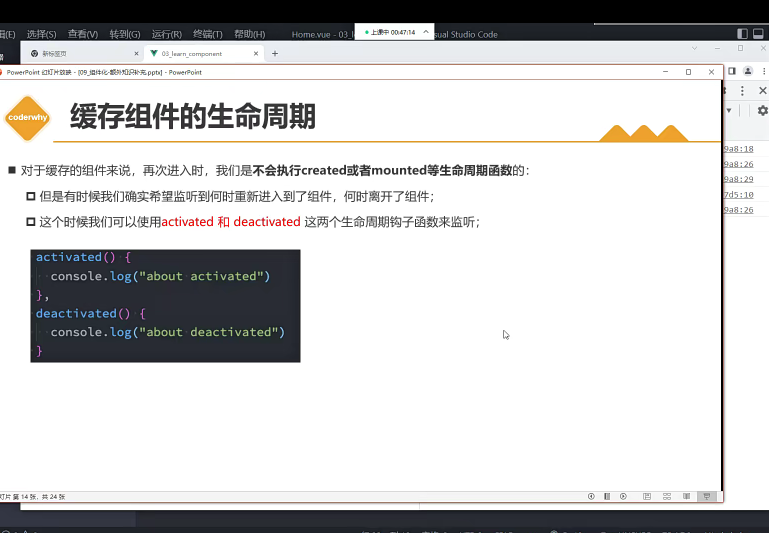 选择(S) 查看(V) 转到(G) 运行(R) 终端(T) 帮助(H)
上课中 00:47:14
sual Studio Code
新标签页
03_learn_component
PowerPoint 幻灯片放映 - [09_组件化-额外知识补充.pptx] - PowerPoint
coderwhy
缓存组件的生命周期
对于缓存的组件来说，再次进入时，我们是不会执行created或者mounted等生命周期函数的：
但是有时候我们确实希望监听到何时重新进入到了组件，何时离开了组件；
这个时候我们可以使用activated 和 deactivated 这两个生命周期钩子函数来监听；
activated() {
console.log("about activated")
},
deactivated() {
console.log("about deactivated")
}
9a8:18
9a8:26
9a8:29
7d5:10
9a8:26
灯片 第 14 张，共 24 张